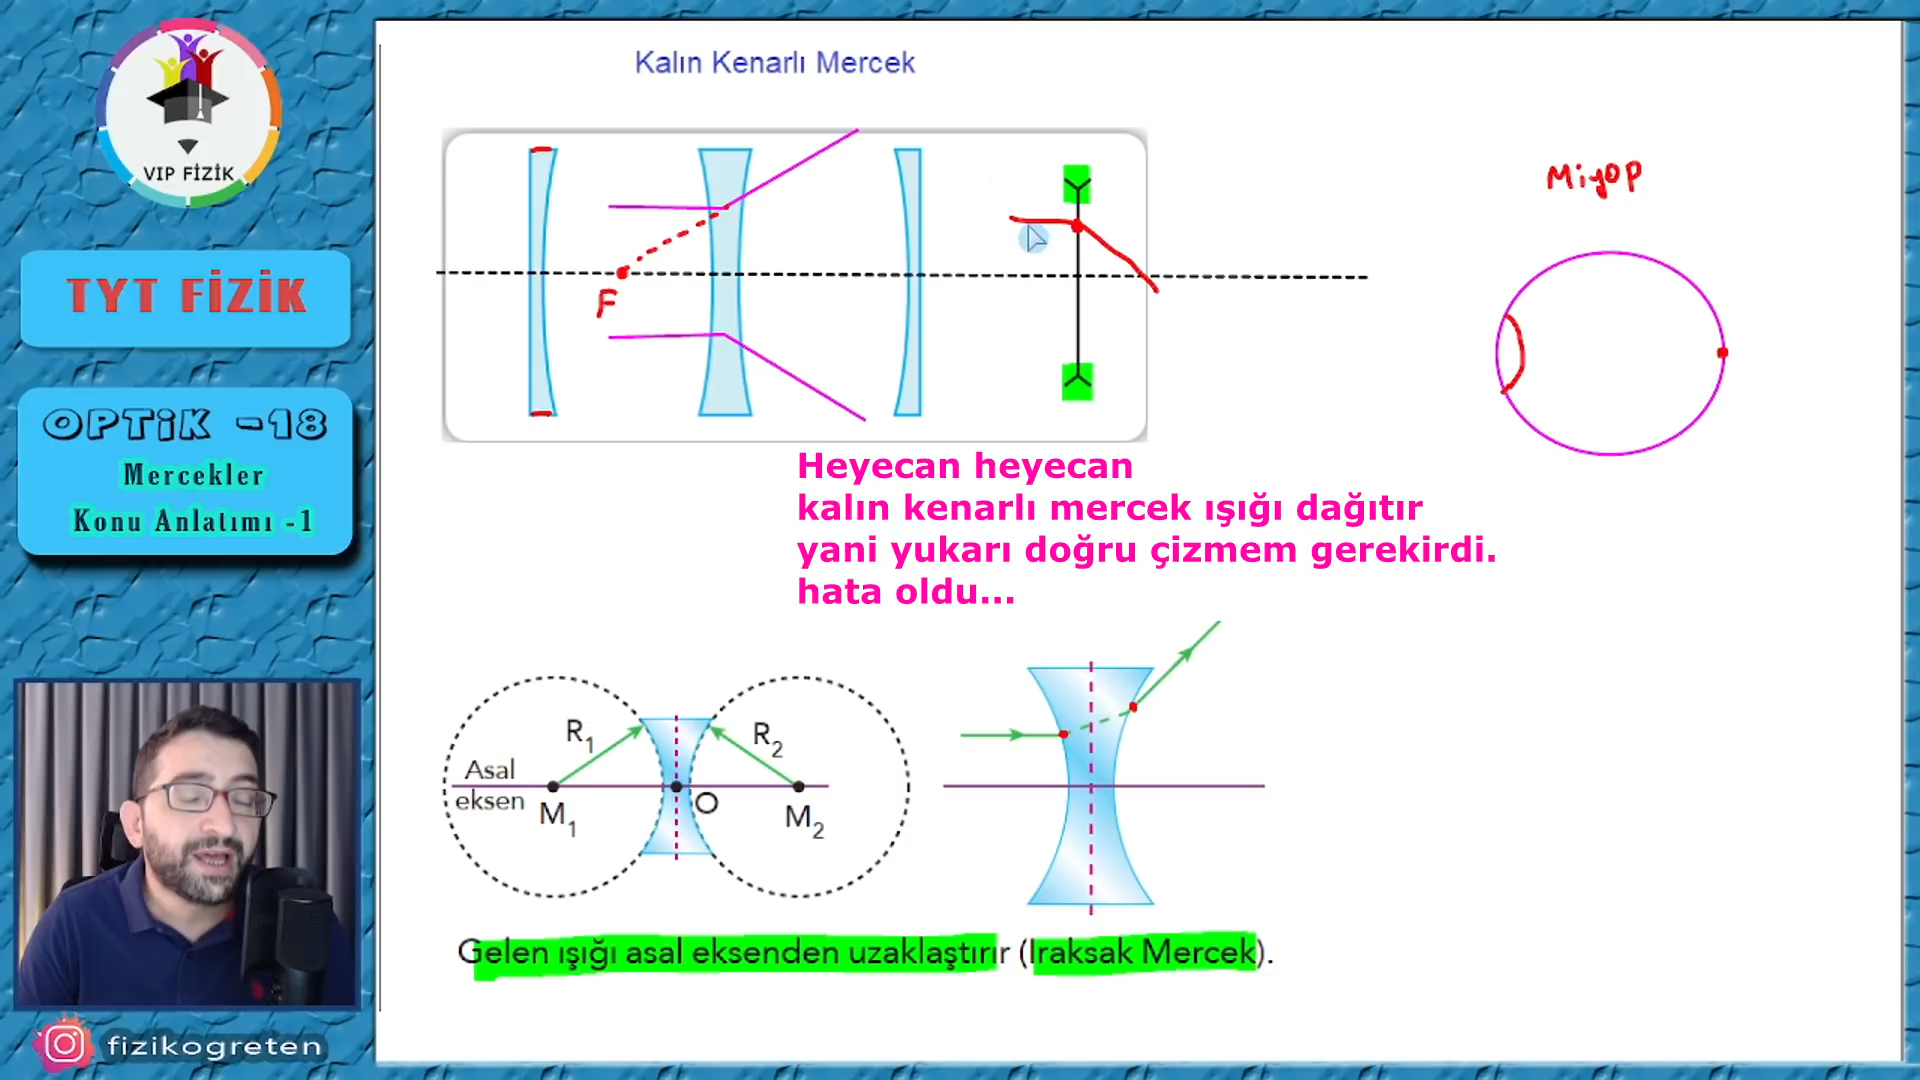 VIP FİZİK
TYT FİZİK
OPTiK -18
Mercekler
Konu Anlatımı -1
fizikogreten
Kalın Kenarlı Mercek
F
Miyop
Heyecan heyecan
kalın kenarlı mercek ışığı dağıtır
yani yukarı doğru çizmem gerekirdi.
hata oldu...
R1
R2
Asal
eksen
M1
O
M2
Gelen ışığı asal eksenden uzaklaştırır (Iraksak Mercek).